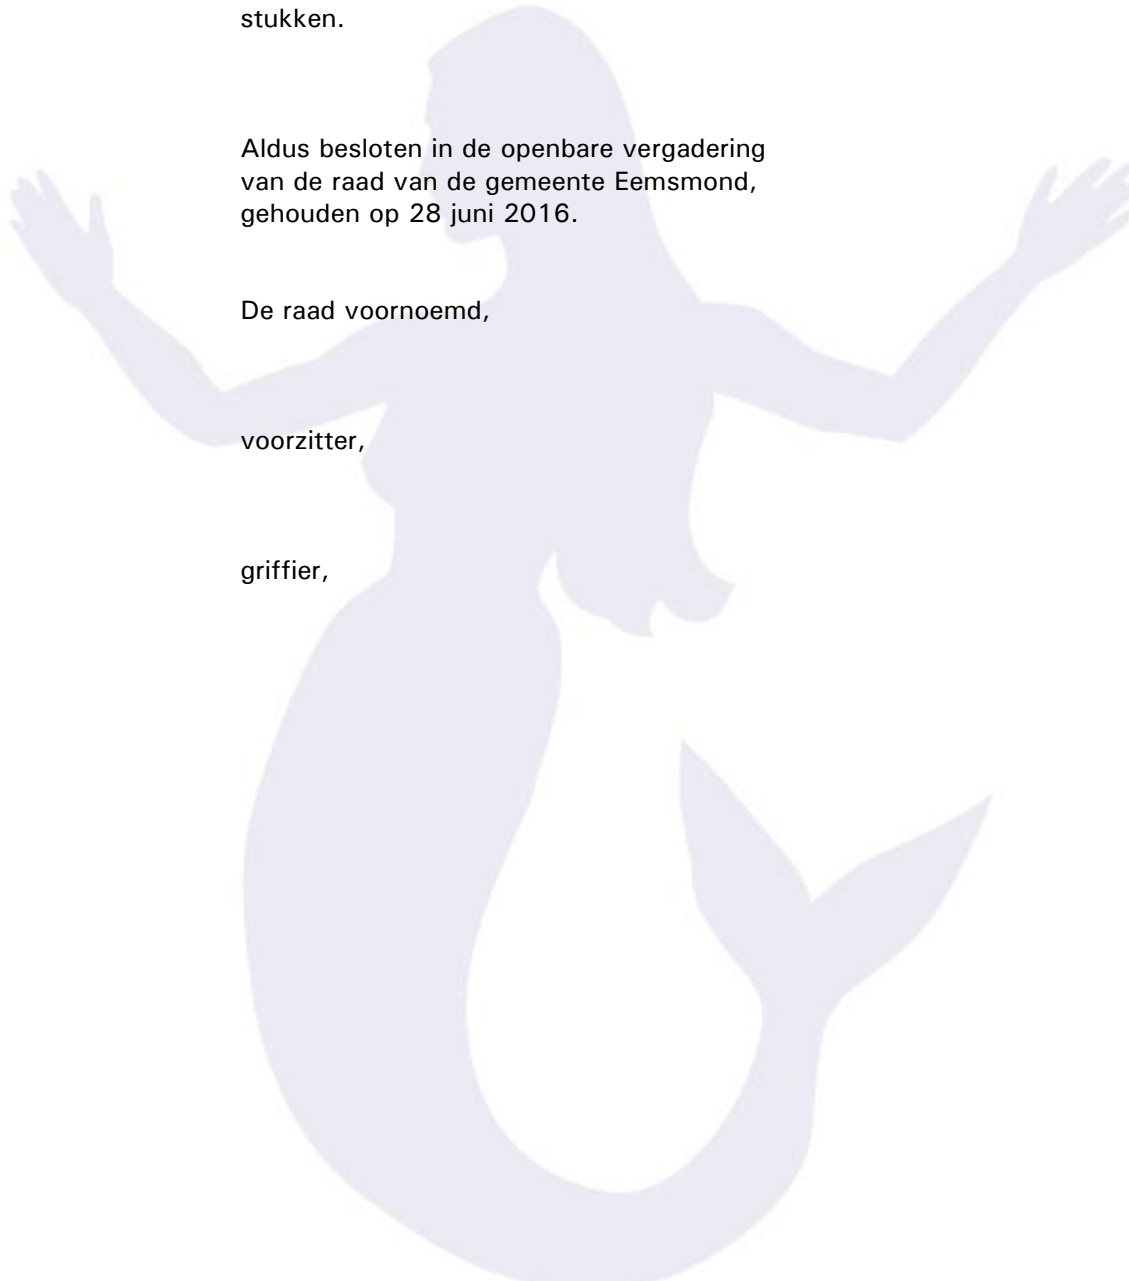 stukken.
Aldus besloten in de openbare vergadering
van de raad van de gemeente Eemsmond,
gehouden op 28 juni 2016.
De raad voornoemd,
voorzitter,
griffier,